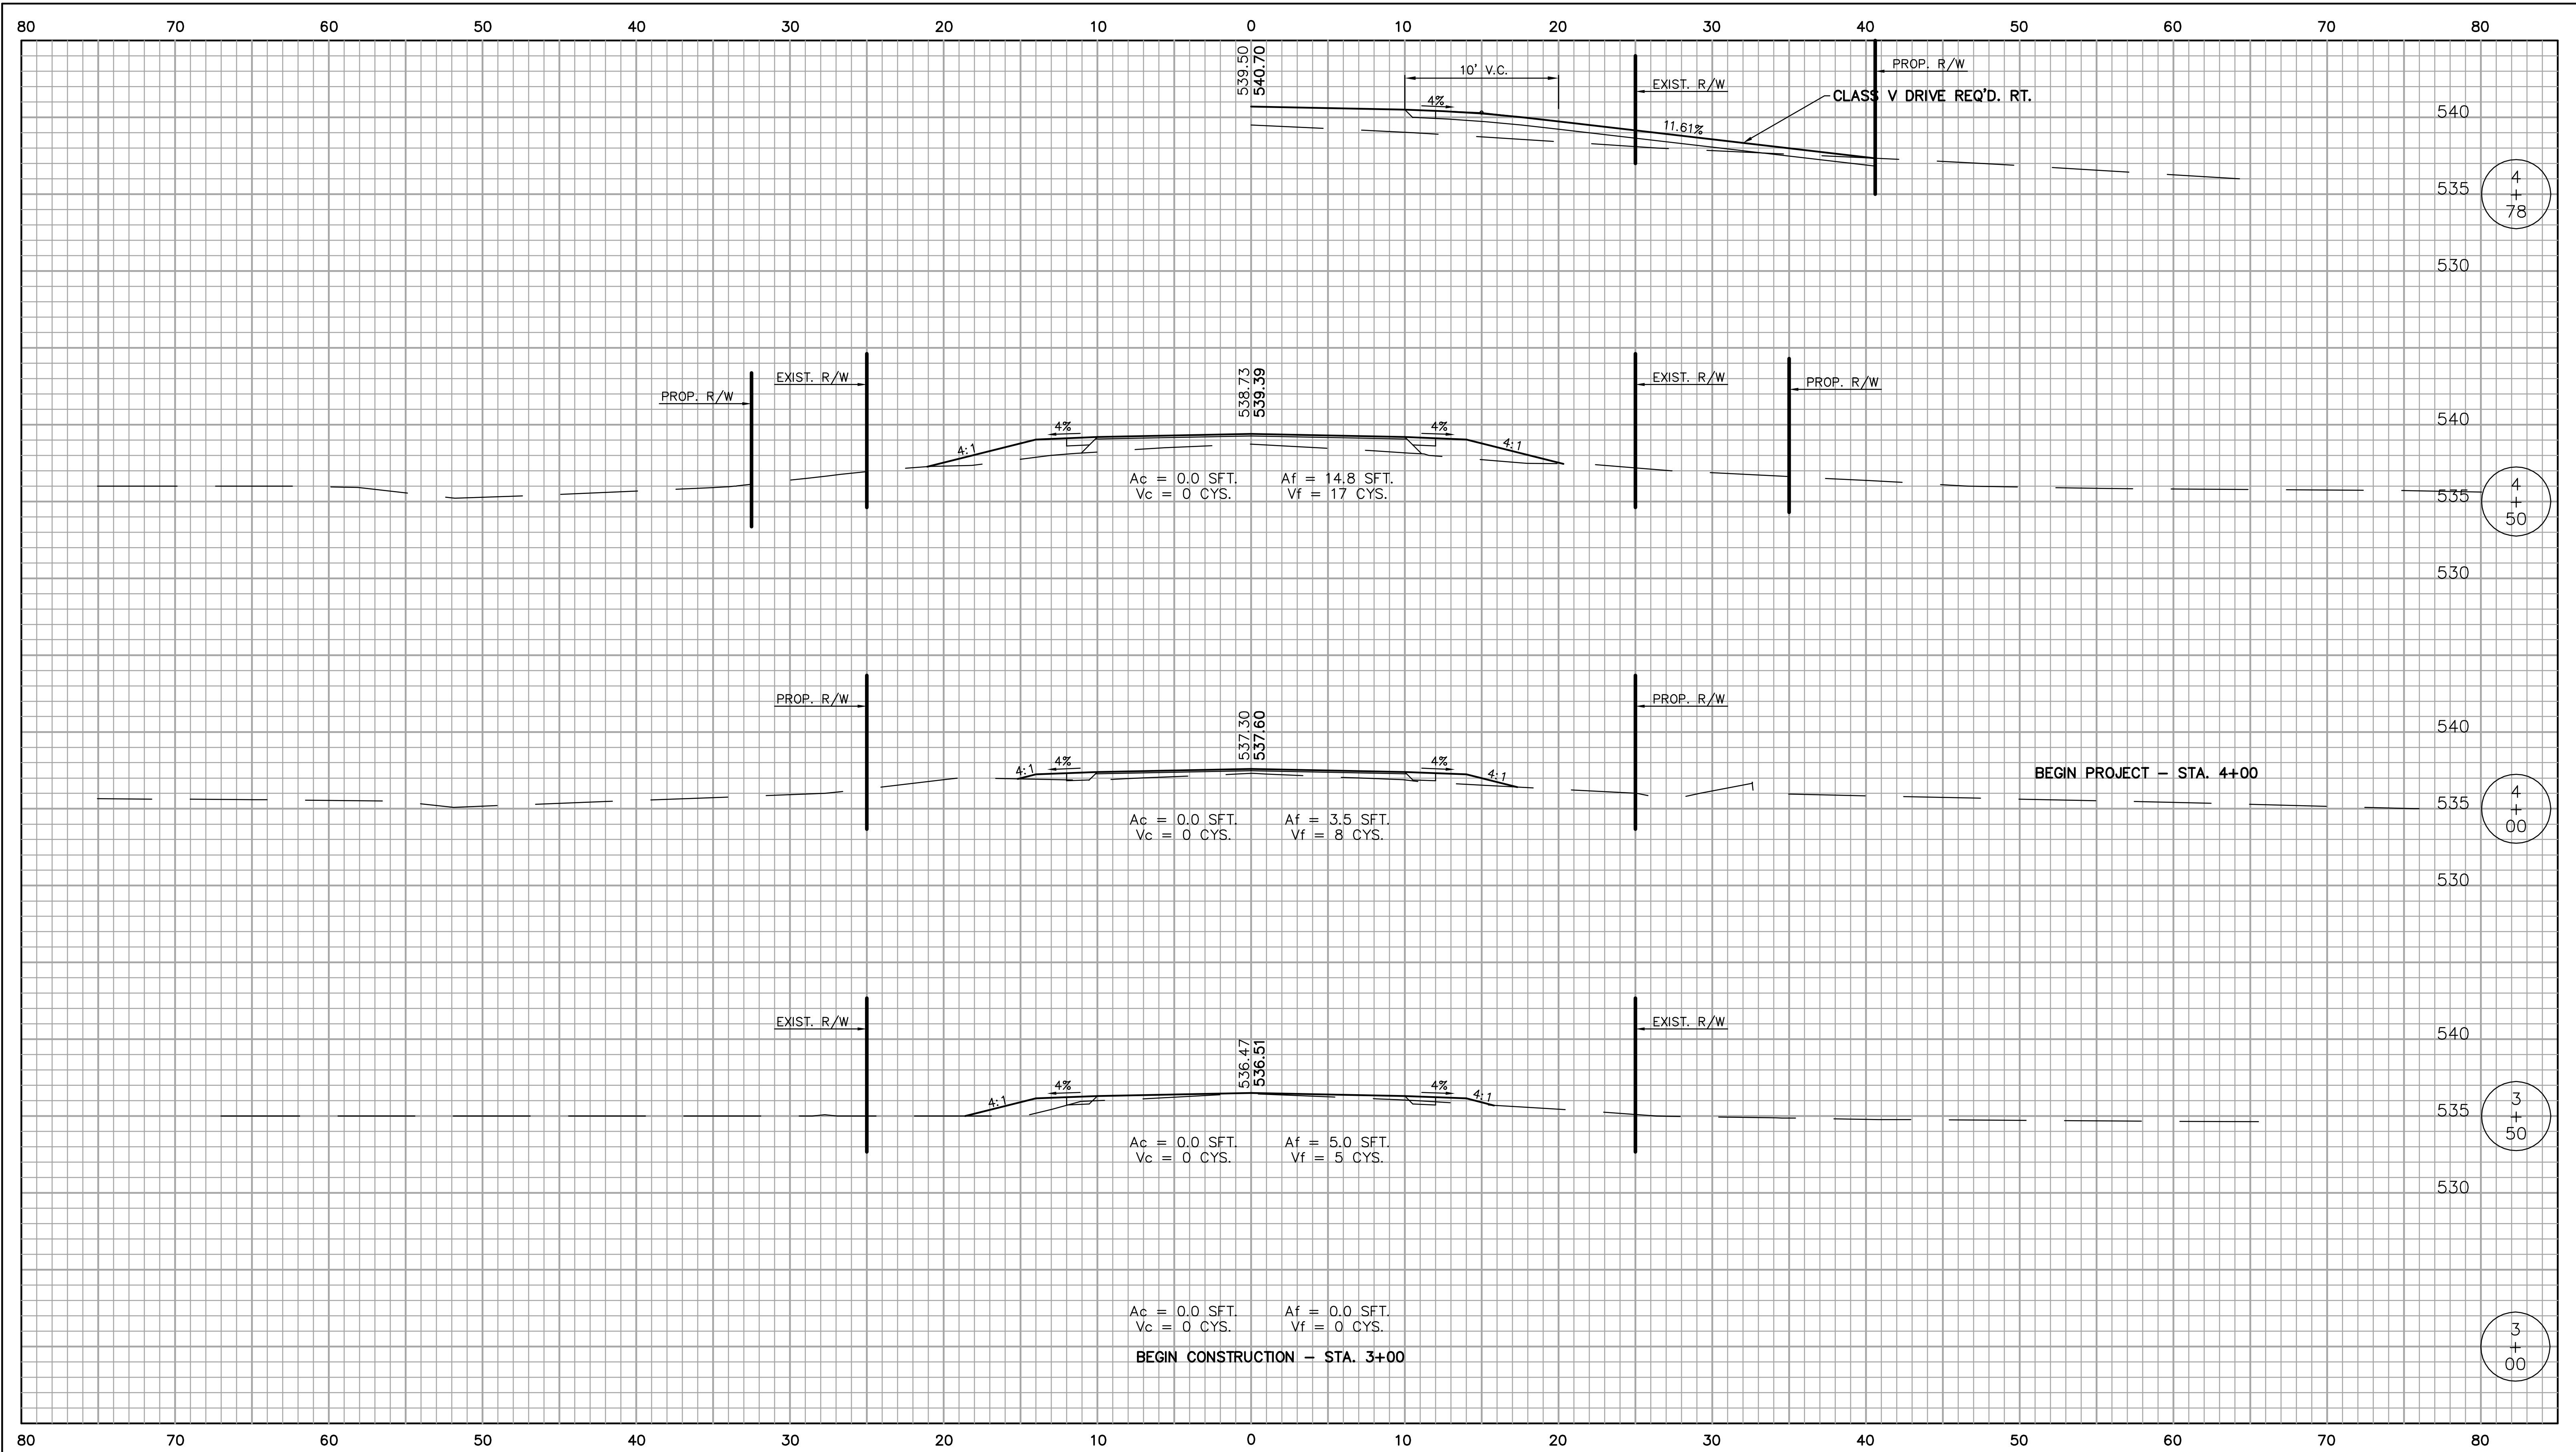 80 70 60 50 40 30 20 10 0 10 20 30 40 50 60 70 80
539.50
540.70
10' V.C.
4%
EXIST. R/W
PROP. R/W
CLASS V DRIVE REQ'D. RT.
11.61%
540
535
530
4
+
78
PROP. R/W
EXIST. R/W
538.73
539.39
EXIST. R/W
PROP. R/W
4:1
4%
4%
4:1
Ac = 0.0 SFT. Af = 14.8 SFT.
Vc = 0 CYS. Vf = 17 CYS.
540
535
530
4
+
50
PROP. R/W
537.30
537.60
PROP. R/W
4:1
4%
4%
4:1
BEGIN PROJECT – STA. 4+00
Ac = 0.0 SFT. Af = 3.5 SFT.
Vc = 0 CYS. Vf = 8 CYS.
540
535
530
4
+
00
EXIST. R/W
536.47
536.51
EXIST. R/W
4:1
4%
4%
4:1
Ac = 0.0 SFT. Af = 5.0 SFT.
Vc = 0 CYS. Vf = 5 CYS.
540
535
530
3
+
50
Ac = 0.0 SFT. Af = 0.0 SFT.
Vc = 0 CYS. Vf = 0 CYS.
BEGIN CONSTRUCTION – STA. 3+00
3
+
00
80 70 60 50 40 30 20 10 0 10 20 30 40 50 60 70 80